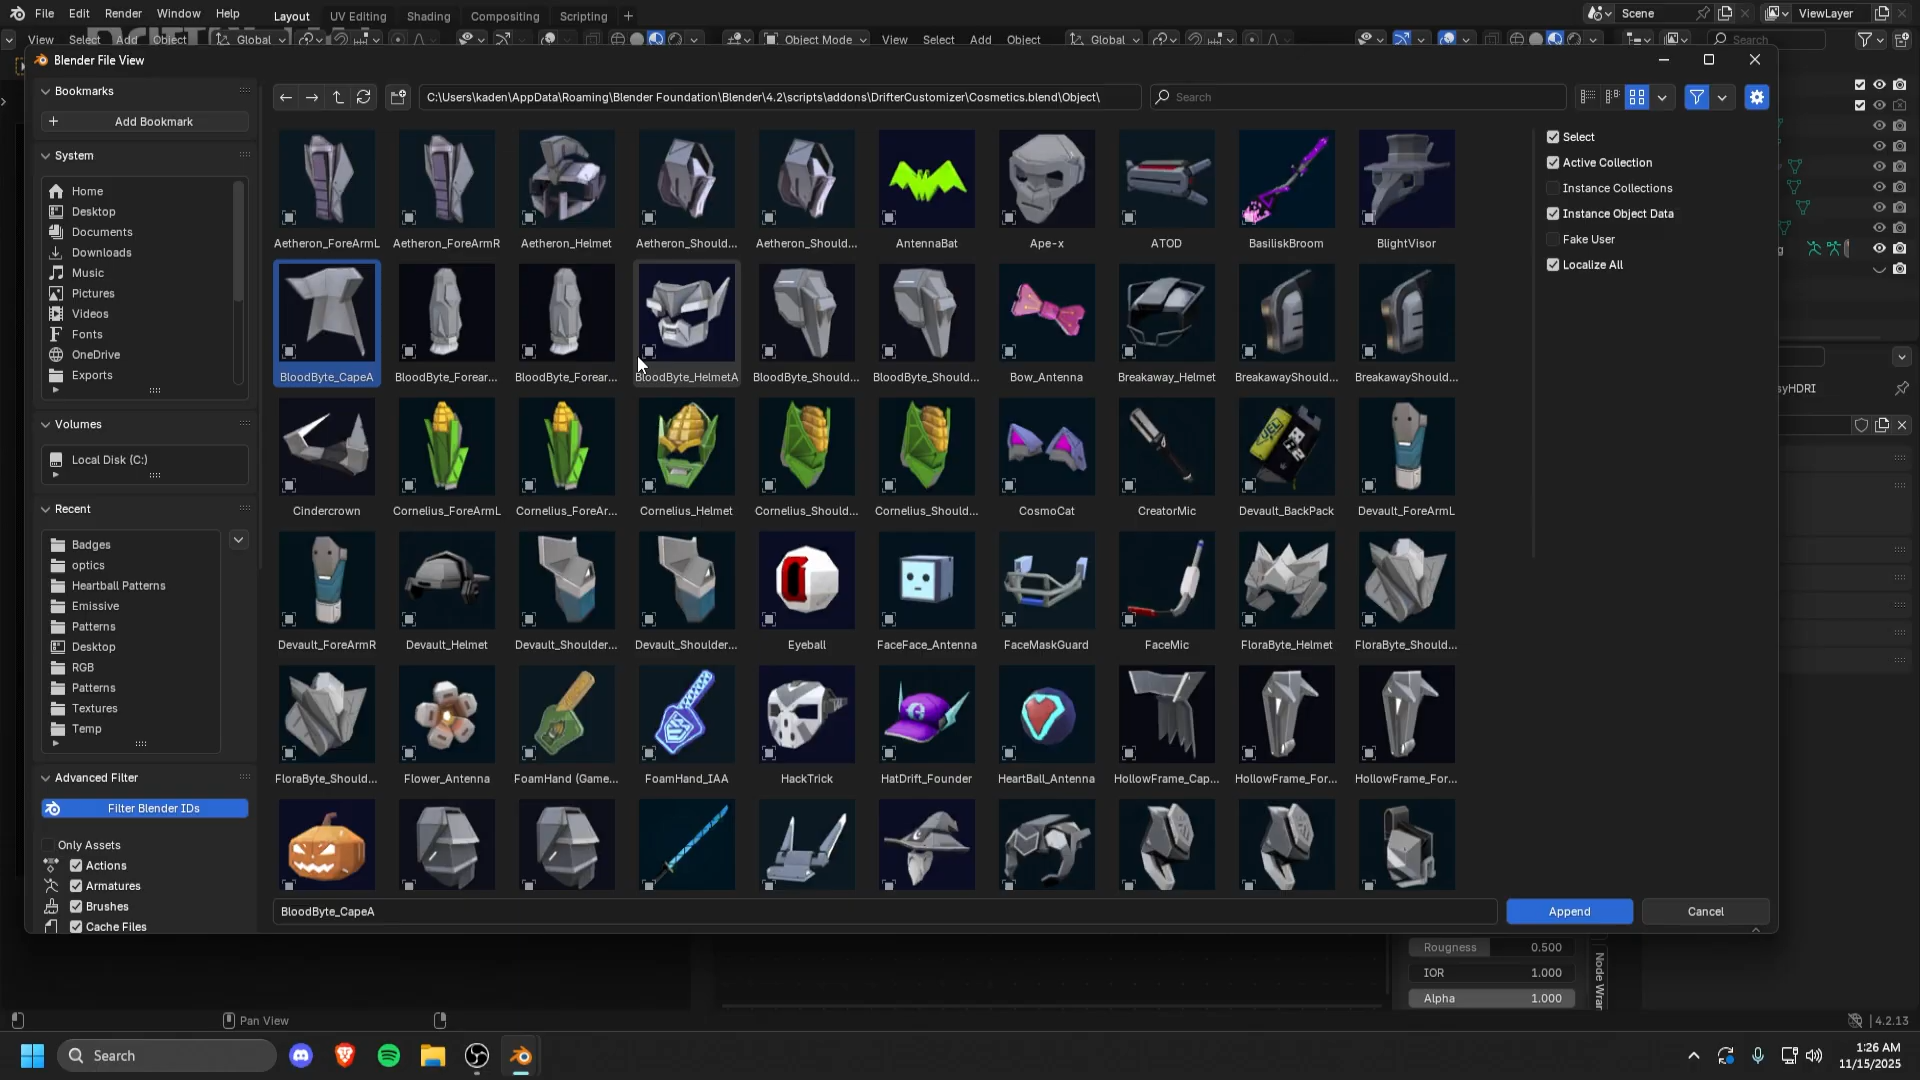 File Edit Render Window Help Layout UV Editing Shading Compositing Scripting + Scene ViewLayer
View Select Add Object Global Object Mode View Select Add Object Global Search
Blender File View
Bookmarks
Add Bookmark
System
Home
Desktop
Documents
Downloads
Music
Pictures
Videos
Fonts
OneDrive
Exports
Volumes
Local Disk (C:)
Recent
Badges
optics
Heartball Patterns
Emissive
Patterns
Desktop
RGB
Patterns
Textures
Temp
Advanced Filter
Filter Blender IDs
Only Assets
Actions
Armatures
Brushes
Cache Files
C:\Users\kaden\AppData\Roaming\Blender Foundation\Blender\4.2\scripts\addons\DrifterCustomizer\Cosmetics.blend\Object\ Search
Aetheron_ForeArmL Aetheron_ForeArmR Aetheron_Helmet Aetheron_Should... Aetheron_Should... AntennaBat Ape-x ATOD BasiliskBroom BlightVisor
BloodByte_CapeA BloodByte_Forear... BloodByte_Forear... BloodByte_HelmetA BloodByte_Should... BloodByte_Should... Bow_Antenna Breakaway_Helmet BreakawayShould... BreakawayShould...
Cindercrown Cornelius_ForeArmL Cornelius_ForeAr... Cornelius_Helmet Cornelius_Should... Cornelius_Should... CosmoCat CreatorMic Devault_BackPack Devault_ForeArmL
Devault_ForeArmR Devault_Helmet Devault_Shoulder... Devault_Shoulder... Eyeball FaceFace_Antenna FaceMaskGuard FaceMic FloraByte_Helmet FloraByte_Should...
FloraByte_Should... Flower_Antenna FoamHand (Game... FoamHand_IAA HackTrick HatDrift_Founder HeartBall_Antenna HollowFrame_Cap... HollowFrame_For... HollowFrame_For...
BloodByte_CapeA Append Cancel
Select
Active Collection
Instance Collections
Instance Object Data
Fake User
Localize All
syHDRI
Roughness 0.500
IOR 1.000
Alpha 1.000
Node Wrar
Pan View 4.2.13
Search
1:26 AM
11/15/2025